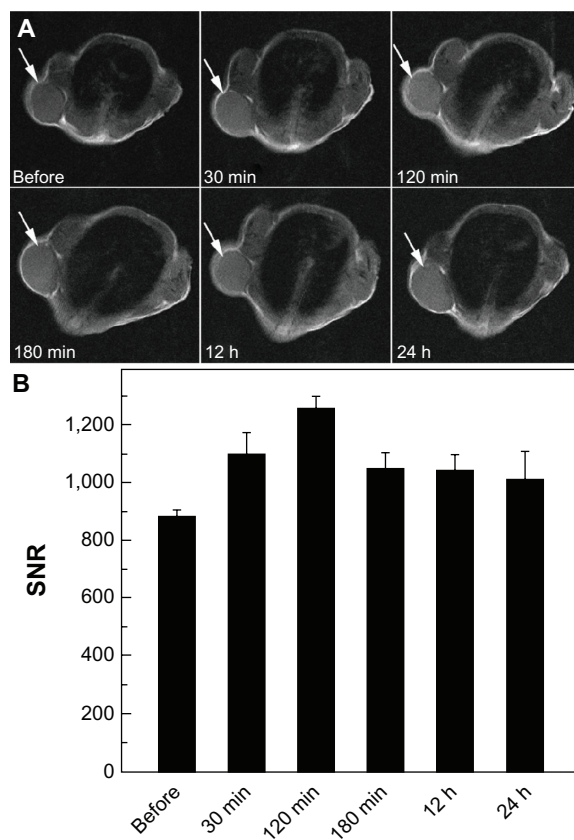 A
Before
30 min
120 min
180 min
12 h
24 h
B
SNR
1,200
1,000
800
600
400
200
0
Before
30 min
120 min
180 min
12 h
24 h